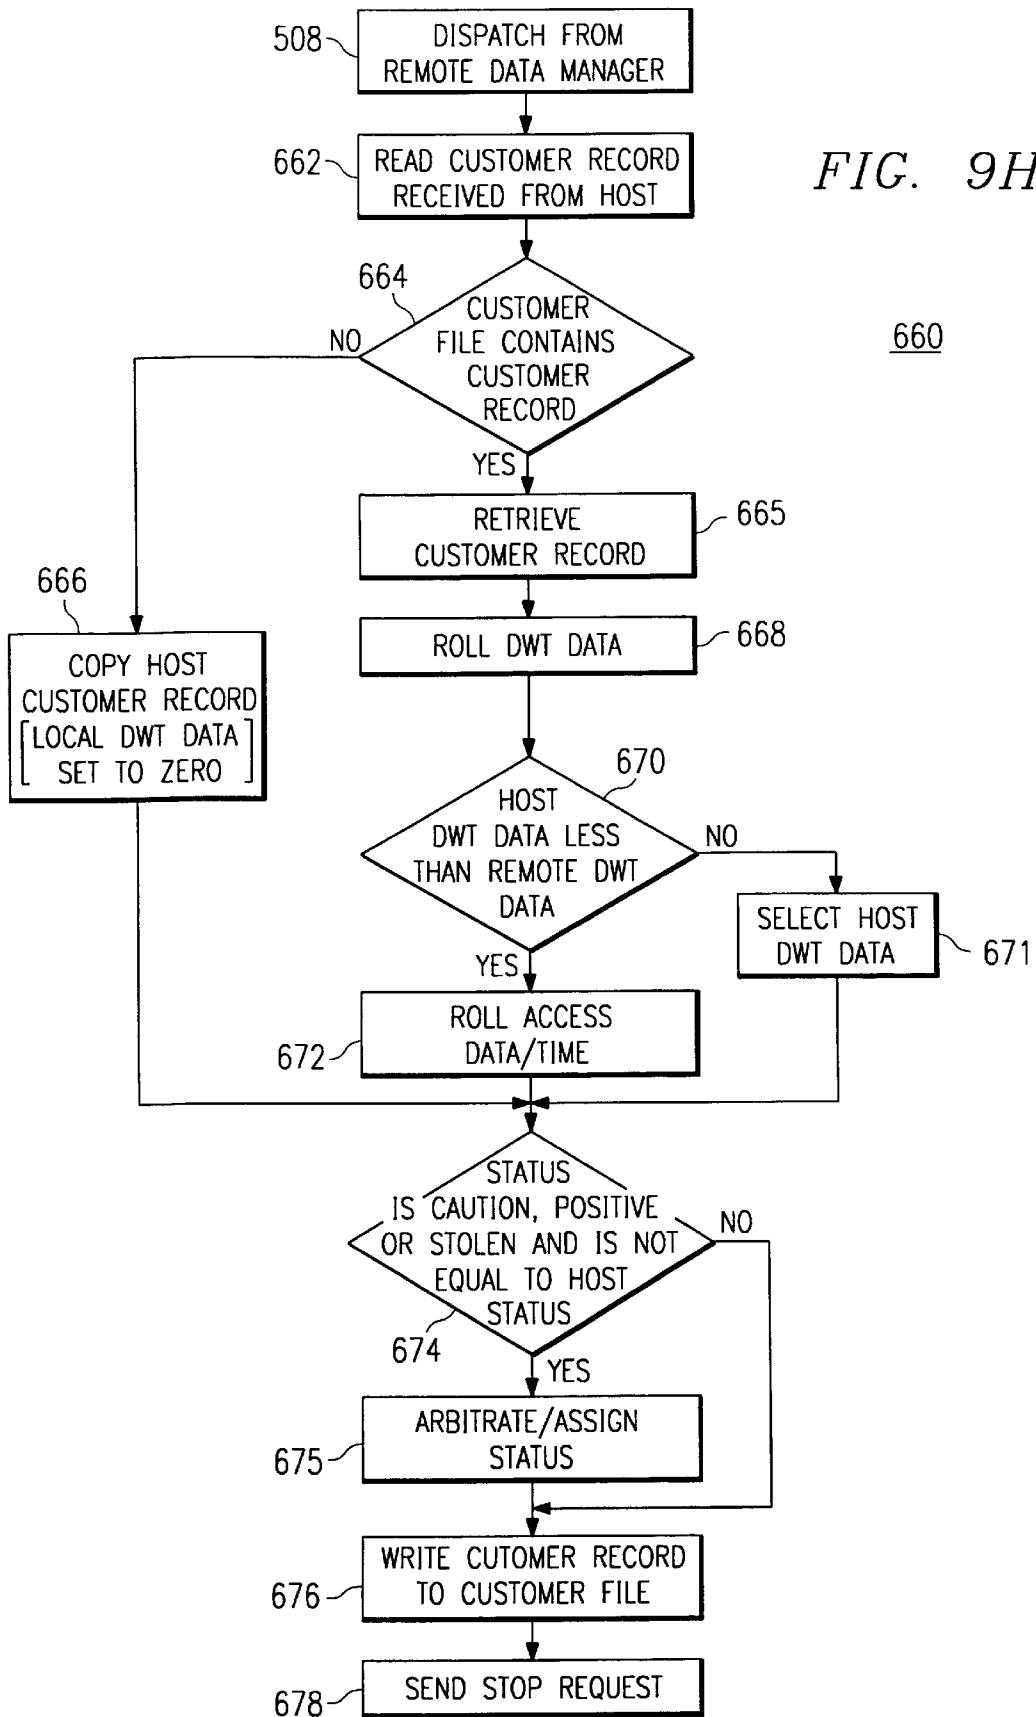 508
DISPATCH FROM
REMOTE DATA MANAGER
662
READ CUSTOMER RECORD
RECEIVED FROM HOST
FIG. 9H
664
CUSTOMER
FILE CONTAINS
CUSTOMER
RECORD
NO
660
YES
RETRIEVE
CUSTOMER RECORD
665
666
COPY HOST
CUSTOMER RECORD
[LOCAL DWT DATA
SET TO ZERO]
ROLL DWT DATA
668
670
HOST
DWT DATA LESS
THAN REMOTE DWT
DATA
NO
SELECT HOST
DWT DATA
671
YES
672
ROLL ACCESS
DATA/TIME
STATUS
IS CAUTION, POSITIVE
OR STOLEN AND IS NOT
EQUAL TO HOST
STATUS
NO
674
YES
675
ARBITRATE/ASSIGN
STATUS
676
WRITE CUTOMER RECORD
TO CUSTOMER FILE
678
SEND STOP REQUEST